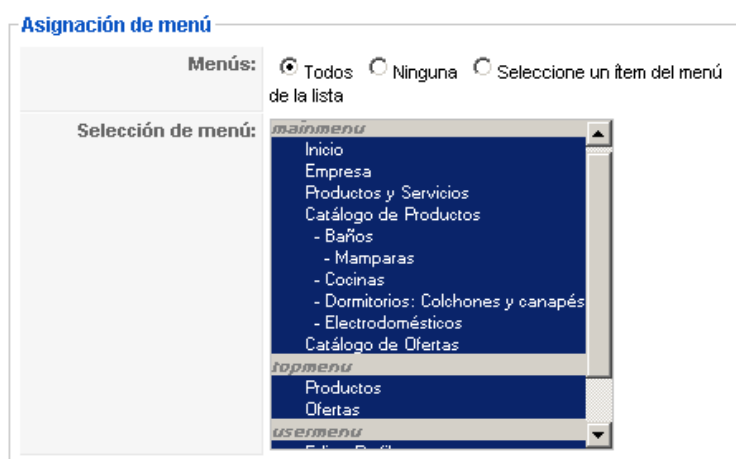 Asignación de menú
Menús:
Todos Ninguna Seleccione un ítem del menú
de la lista
Selección de menú:
mainmenu
Inicio
Empresa
Productos y Servicios
Catálogo de Productos
- Baños
- Mamparas
- Cocinas
- Dormitorios: Colchones y canapés
- Electrodomésticos
Catálogo de Ofertas
topmenu
Productos
Ofertas
usermenu